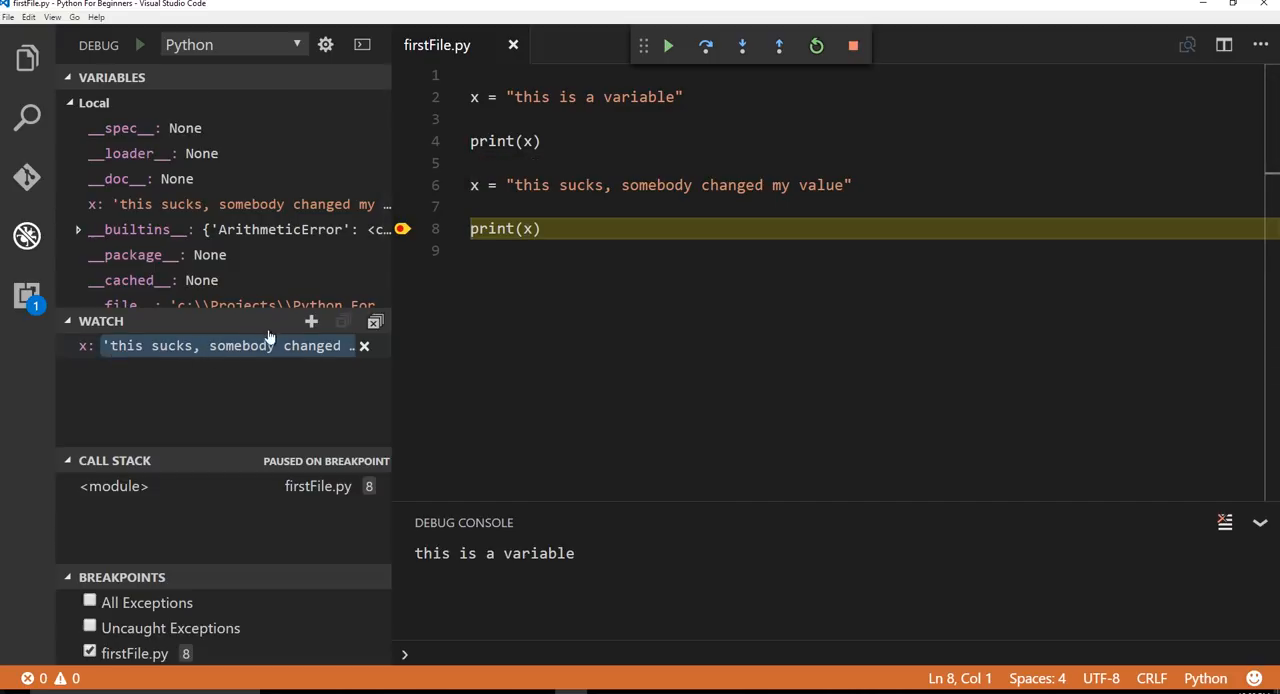 firstFile.py - Python For Beginners - Visual Studio Code
File Edit View Go Help
DEBUG Python
firstFile.py
VARIABLES
Local
__spec__: None
__loader__: None
__doc__: None
x: 'this sucks, somebody changed my …
__builtins__: {'ArithmeticError': <c…
__package__: None
__cached__: None
__file__: 'c:\\Projects\\Python For
WATCH
x: 'this sucks, somebody changed …
CALL STACK PAUSED ON BREAKPOINT
<module> firstFile.py 8
BREAKPOINTS
All Exceptions
Uncaught Exceptions
firstFile.py 8
1
1
2 x = "this is a variable"
3
4 print(x)
5
6 x = "this sucks, somebody changed my value"
7
8 print(x)
9
DEBUG CONSOLE
this is a variable
0 0
Ln 8, Col 1 Spaces: 4 UTF-8 CRLF Python